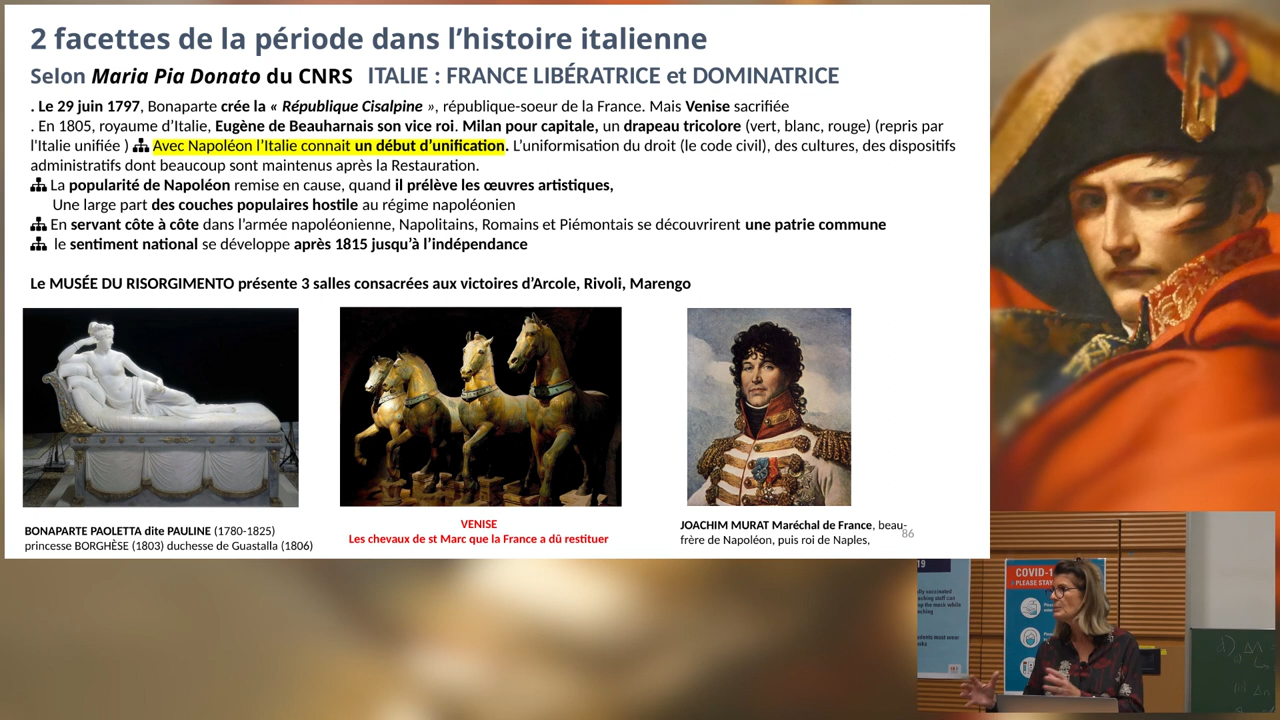 2 facettes de la période dans l’histoire italienne
Selon Maria Pia Donato du CNRS ITALIE : FRANCE LIBÉRATRICE et DOMINATRICE
. Le 29 juin 1797, Bonaparte crée la « République Cisalpine », république-soeur de la France. Mais Venise sacrifiée
. En 1805, royaume d’Italie, Eugène de Beauharnais son vice roi. Milan pour capitale, un drapeau tricolore (vert, blanc, rouge) (repris par
l'Italie unifiée ) Avec Napoléon l’Italie connait un début d’unification. L’uniformisation du droit (le code civil), des cultures, des dispositifs
administratifs dont beaucoup sont maintenus après la Restauration.
La popularité de Napoléon remise en cause, quand il prélève les œuvres artistiques,
Une large part des couches populaires hostile au régime napoléonien
En servant côte à côte dans l’armée napoléonienne, Napolitains, Romains et Piémontais se découvrirent une patrie commune
le sentiment national se développe après 1815 jusqu’à l’indépendance
Le MUSÉE DU RISORGIMENTO présente 3 salles consacrées aux victoires d’Arcole, Rivoli, Marengo
BONAPARTE PAOLETTA dite PAULINE (1780-1825)
princesse BORGHÈSE (1803) duchesse de Guastalla (1806)
VENISE
Les chevaux de st Marc que la France a dû restituer
JOACHIM MURAT Maréchal de France, beau-
frère de Napoléon, puis roi de Naples,
86
19
COVID-1
PLEASE STAY